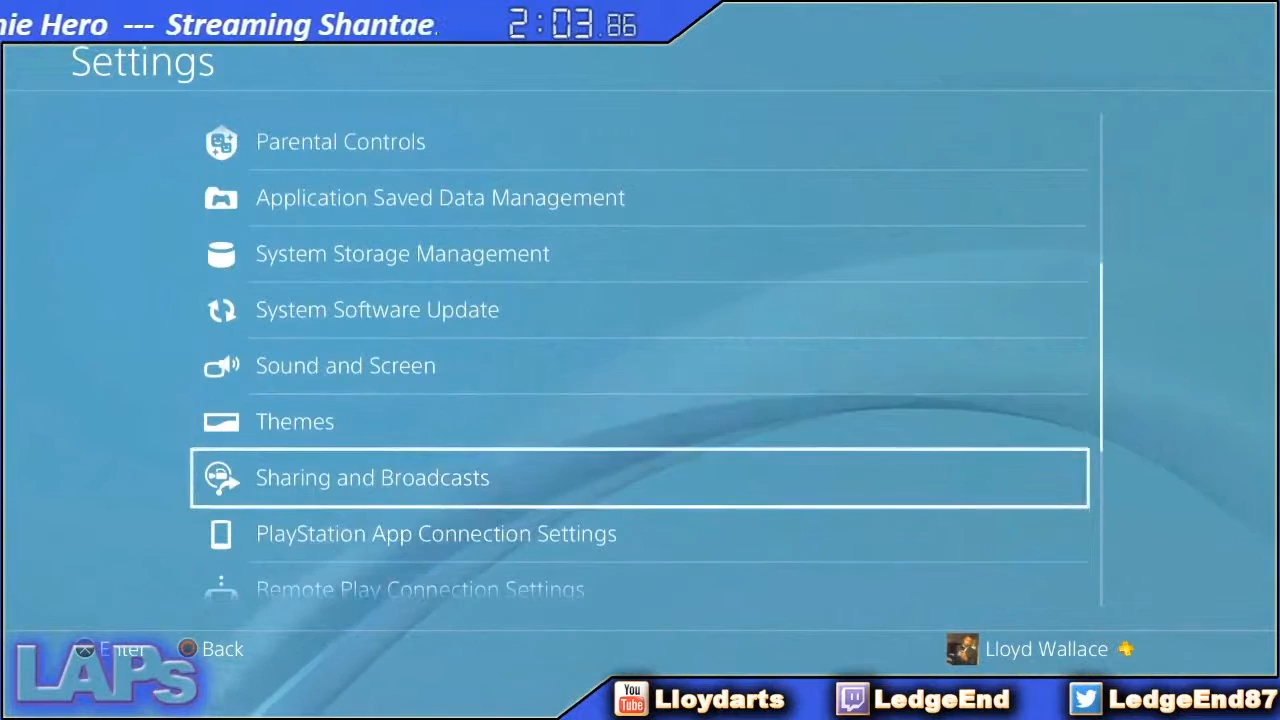 nie Hero --- Streaming Shantae.
2:03.86
Settings
Parental Controls
Application Saved Data Management
System Storage Management
System Software Update
Sound and Screen
Themes
Sharing and Broadcasts
PlayStation App Connection Settings
Remote Play Connection Settings
Enter Back
Lloyd Wallace
LAPs
You Tube Lloydarts LedgeEnd LedgeEnd87